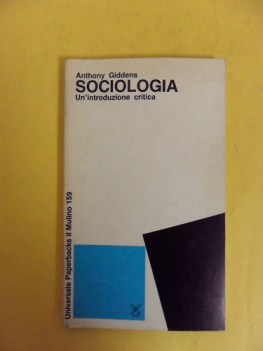 Anthony Giddens
SOCIOLOGIA
Un'introduzione critica
Universale Paperbacks il Mulino 159